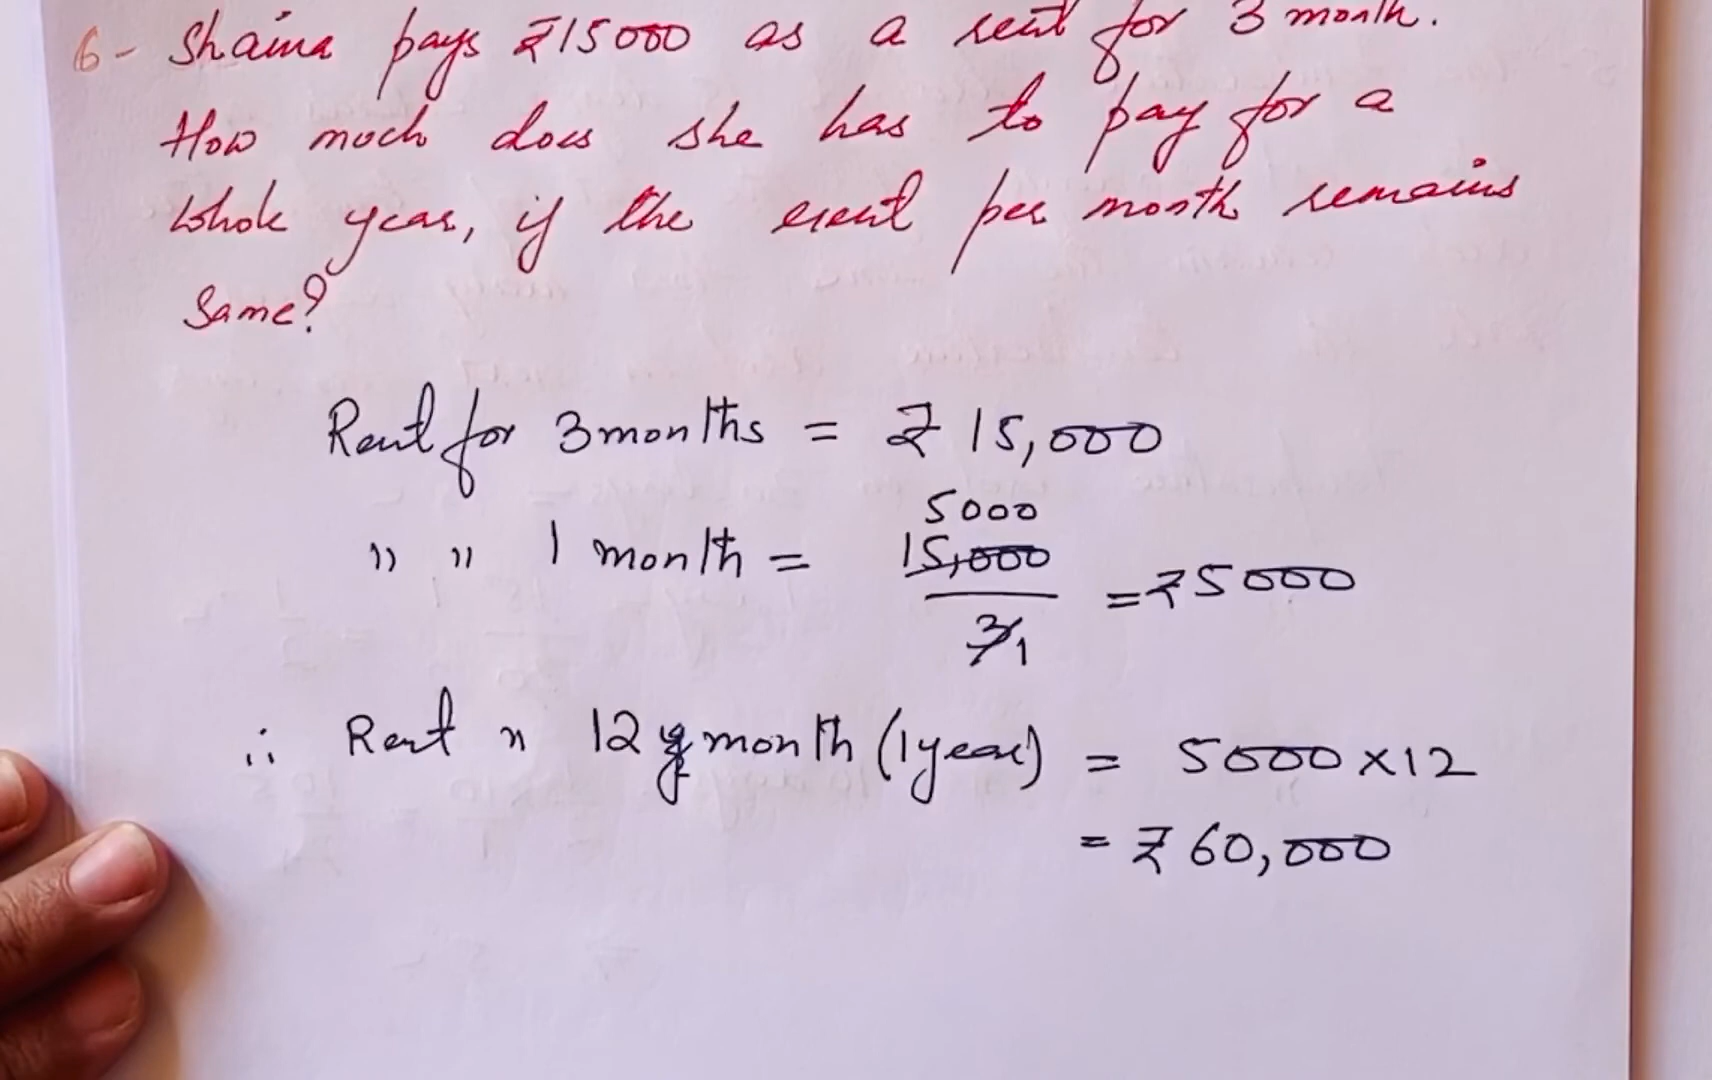 6- Shaina pays ₹15000 as a rent for 3 month.
How much does she has to pay for a
whole year, if the rent per month remains
Same?
Rent for 3 months = ₹ 15,000
5000
" " 1 month = 15,000 / 3 1 = ₹5000
∴ Rent " 12 month (1 year) = 5000 x 12
= ₹ 60,000